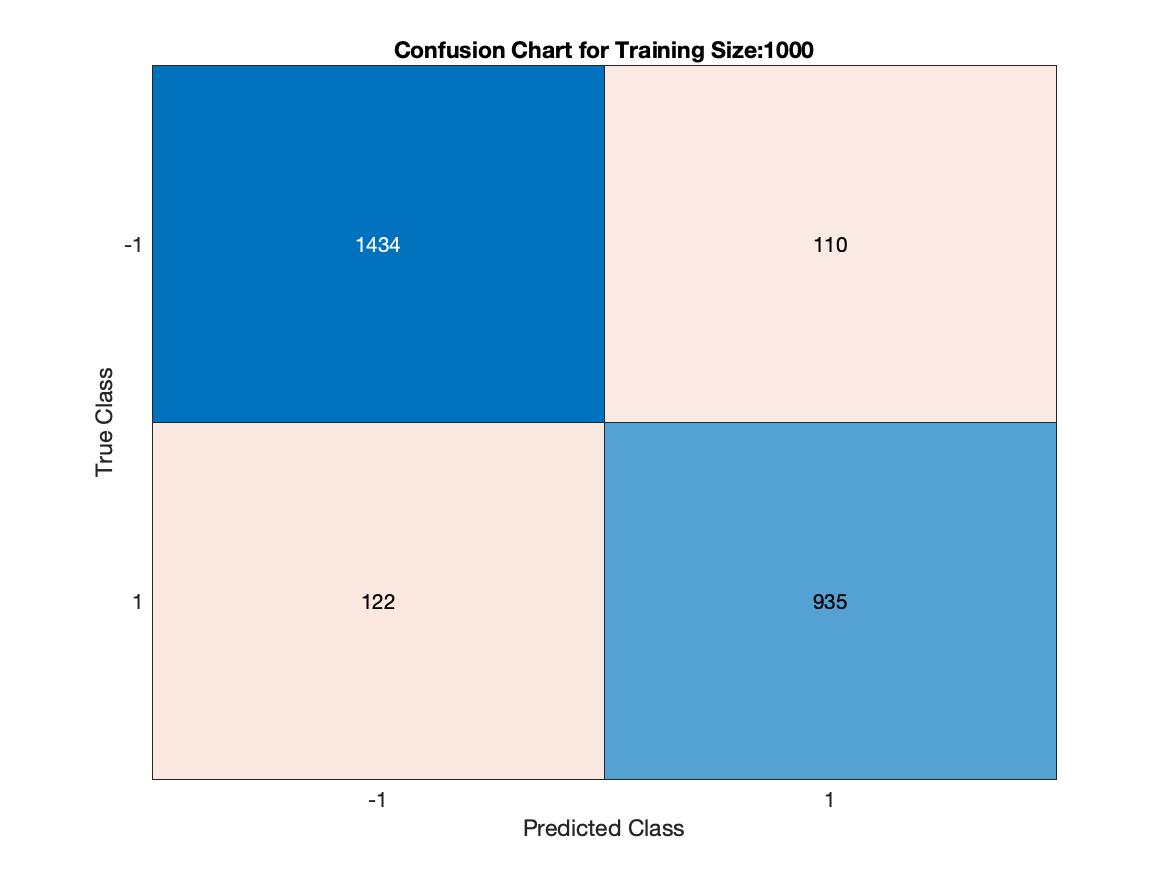 Confusion Chart for Training Size:1000
-1
1434
110
True Class
1
122
935
-1
1
Predicted Class